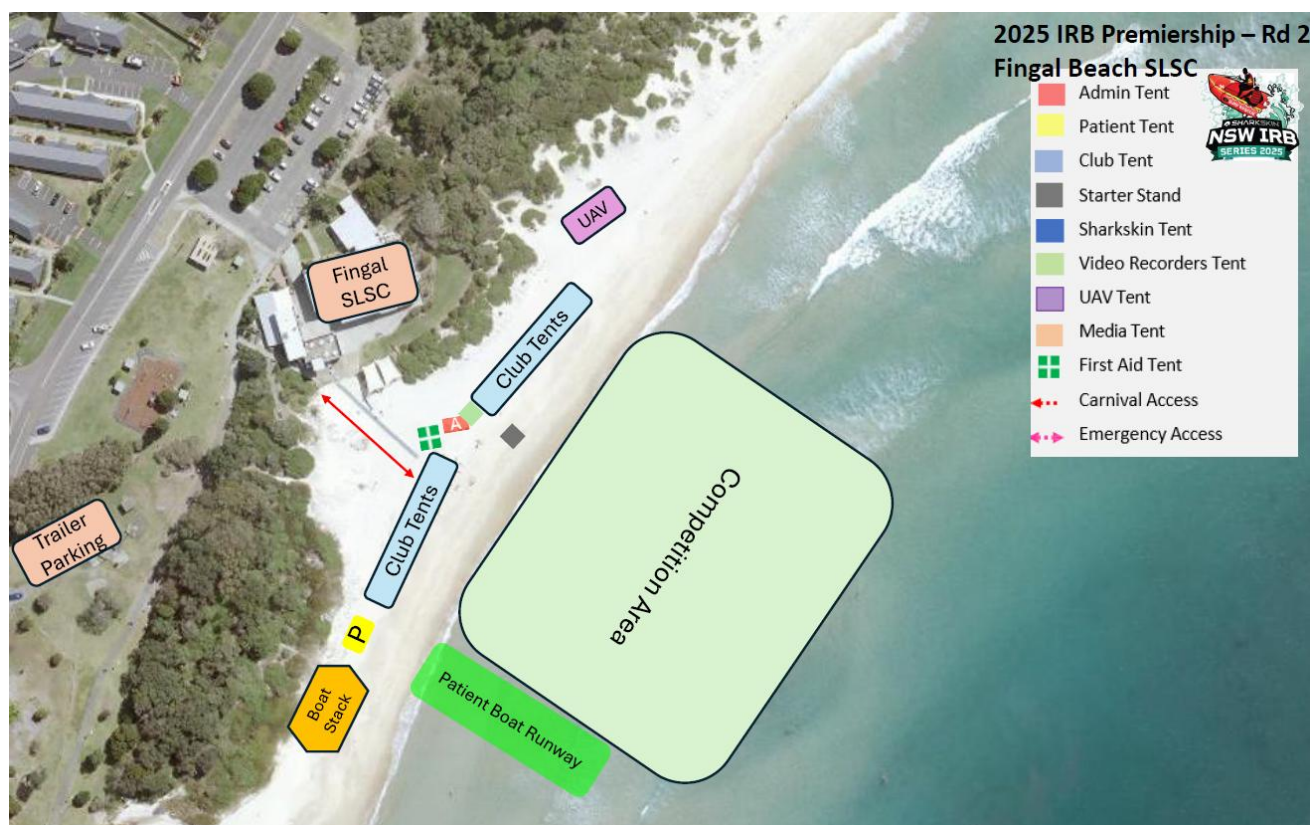 2025 IRB Premiership – Rd 2
Fingal Beach SLSC
SHARKSKIN
NSW IRB
SERIES 2025
Admin Tent
Patient Tent
Club Tent
Starter Stand
Sharkskin Tent
Video Recorders Tent
UAV Tent
Media Tent
First Aid Tent
Carnival Access
Emergency Access
UAV
Fingal
SLSC
Club Tents
A
Club Tents
Competition Area
Trailer
Parking
P
Boat
Stack
Patient Boat Runway